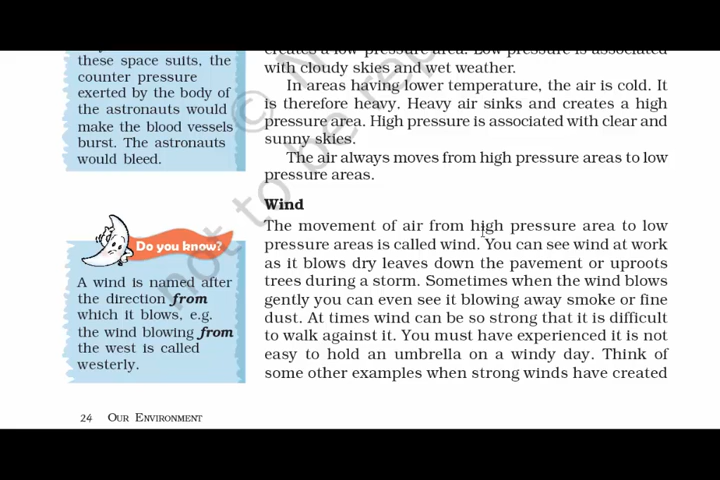 these space suits, the
counter pressure
exerted by the body of
the astronauts would
make the blood vessels
burst. The astronauts
would bleed.
with cloudy skies and wet weather.
In areas having lower temperature, the air is cold. It
is therefore heavy. Heavy air sinks and creates a high
pressure area. High pressure is associated with clear and
sunny skies.
The air always moves from high pressure areas to low
pressure areas.
Wind
The movement of air from high pressure area to low
pressure areas is called wind. You can see wind at work
as it blows dry leaves down the pavement or uproots
trees during a storm. Sometimes when the wind blows
gently you can even see it blowing away smoke or fine
dust. At times wind can be so strong that it is difficult
to walk against it. You must have experienced it is not
easy to hold an umbrella on a windy day. Think of
some other examples when strong winds have created
Do you know?
A wind is named after
the direction from
which it blows, e.g.
the wind blowing from
the west is called
westerly.
24 OUR ENVIRONMENT
not to be rep